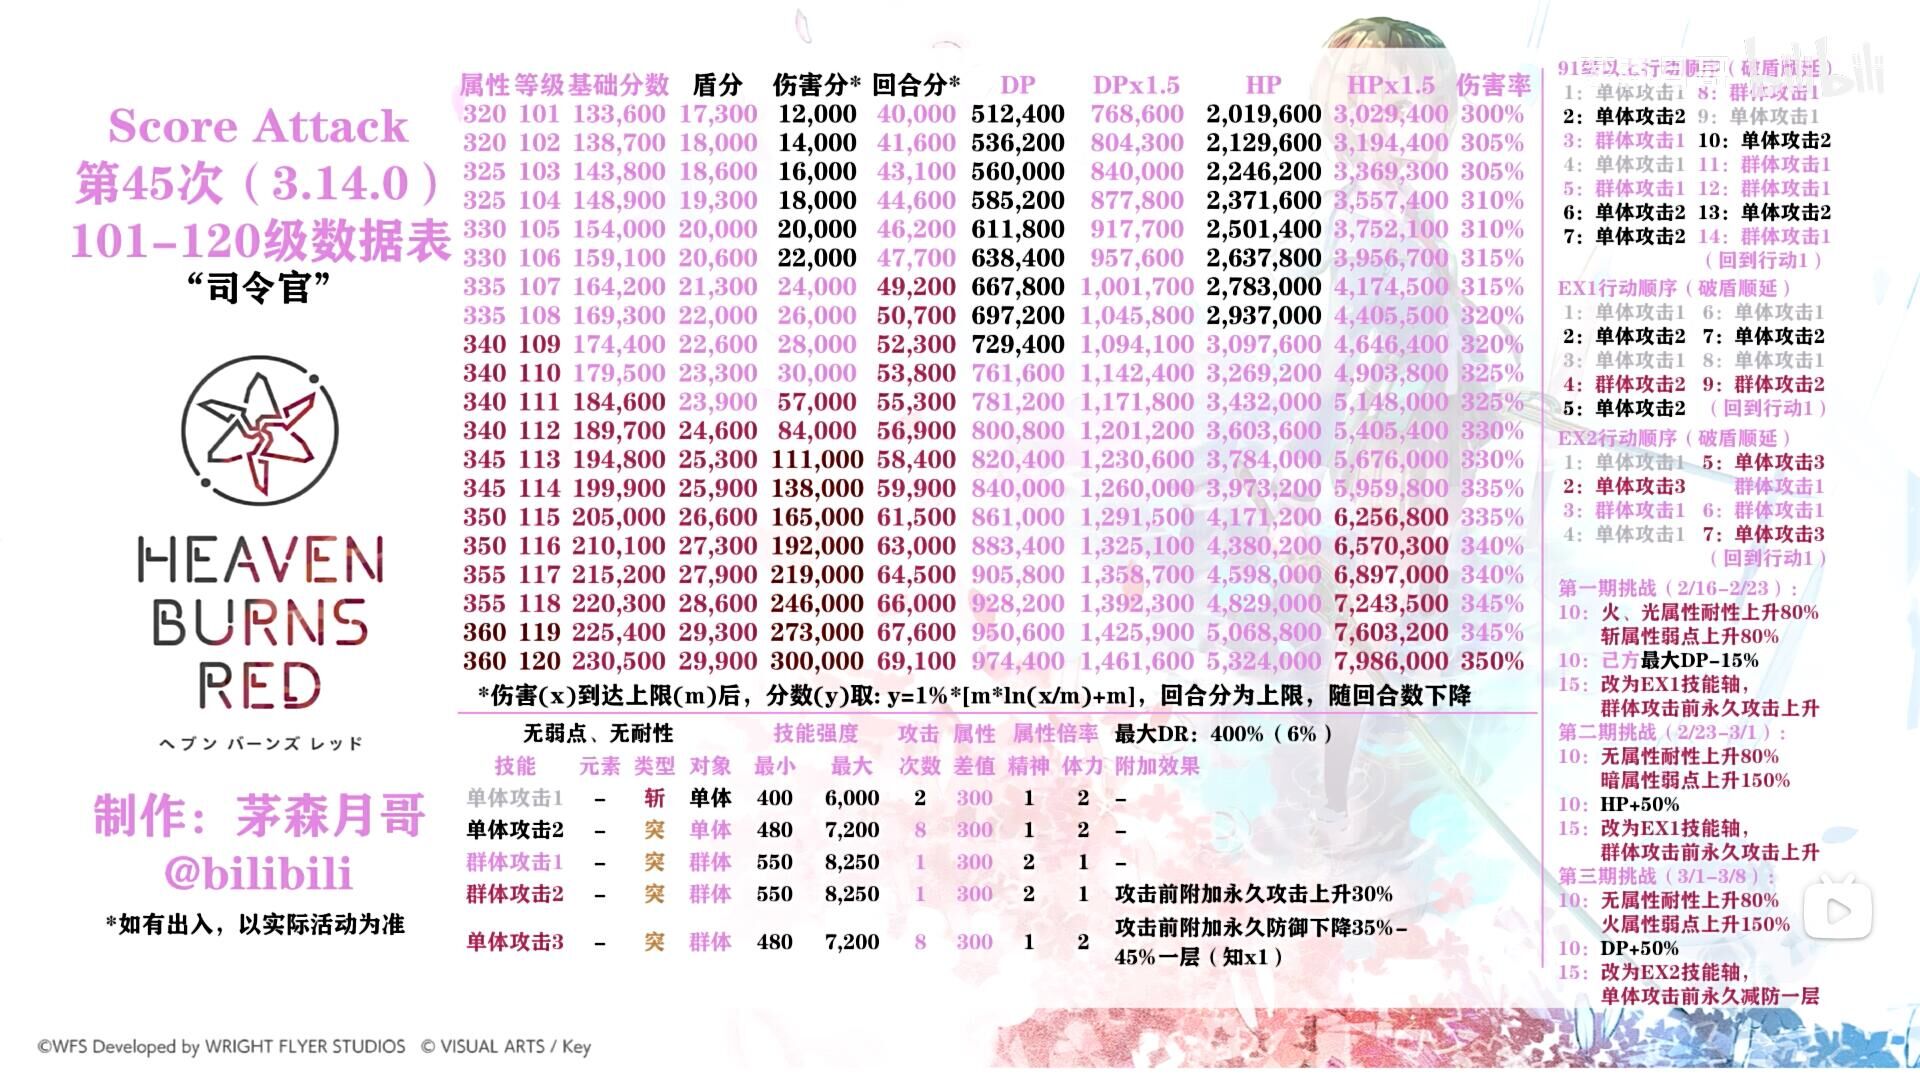 Score Attack
第45次（3.14.0）
101-120级数据表
“司令官”
HEAVEN
BURNS
RED
ヘブン バーンズ レッド
制作：茅森月哥
@bilibili
*如有出入，以实际活动为准
属性 等级 基础分数 盾分 伤害分* 回合分* DP DPx1.5 HP HPx1.5 伤害率
320 101 133,600 17,300 12,000 40,000 512,400 768,600 2,019,600 3,029,400 300%
320 102 138,700 18,000 14,000 41,600 536,200 804,300 2,129,600 3,194,400 305%
325 103 143,800 18,600 16,000 43,100 560,000 840,000 2,246,200 3,369,300 305%
325 104 148,900 19,300 18,000 44,600 585,200 877,800 2,371,600 3,557,400 310%
330 105 154,000 20,000 20,000 46,200 611,800 917,700 2,501,400 3,752,100 310%
330 106 159,100 20,600 22,000 47,700 638,400 957,600 2,637,800 3,956,700 315%
335 107 164,200 21,300 24,000 49,200 667,800 1,001,700 2,783,000 4,174,500 315%
335 108 169,300 22,000 26,000 50,700 697,200 1,045,800 2,937,000 4,405,500 320%
340 109 174,400 22,600 28,000 52,300 729,400 1,094,100 3,097,600 4,646,400 320%
340 110 179,500 23,300 30,000 53,800 761,600 1,142,400 3,269,200 4,903,800 325%
340 111 184,600 23,900 57,000 55,300 781,200 1,171,800 3,432,000 5,148,000 325%
340 112 189,700 24,600 84,000 56,900 800,800 1,201,200 3,603,600 5,405,400 330%
345 113 194,800 25,300 111,000 58,400 820,400 1,230,600 3,784,000 5,676,000 330%
345 114 199,900 25,900 138,000 59,900 840,000 1,260,000 3,973,200 5,959,800 335%
350 115 205,000 26,600 165,000 61,500 861,000 1,291,500 4,171,200 6,256,800 335%
350 116 210,100 27,300 192,000 63,000 883,400 1,325,100 4,380,200 6,570,300 340%
355 117 215,200 27,900 219,000 64,500 905,800 1,358,700 4,598,000 6,897,000 340%
355 118 220,300 28,600 246,000 66,000 928,200 1,392,300 4,829,000 7,243,500 345%
360 119 225,400 29,300 273,000 67,600 950,600 1,425,900 5,068,800 7,603,200 345%
360 120 230,500 29,900 300,000 69,100 974,400 1,461,600 5,324,000 7,986,000 350%
*伤害(x)到达上限(m)后，分数(y)取: y=1%*[m*ln(x/m)+m]，回合分为上限，随回合数下降
无弱点、无耐性 技能强度 攻击 属性 属性倍率 最大DR：400%（6%）
技能 元素 类型 对象 最小 最大 次数 差值 精神 体力 附加效果
单体攻击1 – 斩 单体 400 6,000 2 300 1 2 –
单体攻击2 – 突 单体 480 7,200 8 300 1 2 –
群体攻击1 – 突 群体 550 8,250 1 300 2 1 –
群体攻击2 – 突 群体 550 8,250 1 300 2 1 攻击前附加永久攻击上升30%
单体攻击3 – 突 群体 480 7,200 8 300 1 2 攻击前附加永久防御下降35%-
45%一层（知x1）
行动顺序（破盾顺延）
1：单体攻击1 8：群体攻击1
2：单体攻击2 9：单体攻击1
3：群体攻击1 10：单体攻击2
4：单体攻击1 11：群体攻击1
5：群体攻击1 12：群体攻击1
6：单体攻击2 13：单体攻击2
7：单体攻击2 14：群体攻击1
（回到行动1）
EX1行动顺序（破盾顺延）
1：单体攻击1 6：单体攻击1
2：单体攻击2 7：单体攻击2
3：单体攻击1 8：单体攻击1
4：群体攻击2 9：群体攻击2
5：单体攻击2 （回到行动1）
EX2行动顺序（破盾顺延）
1：单体攻击1 5：单体攻击3
2：单体攻击3 群体攻击1
3：群体攻击1 6：群体攻击1
4：单体攻击1 7：单体攻击3
（回到行动1）
第一期挑战（2/16-2/23）：
10：火、光属性耐性上升80%
斩属性弱点上升80%
10：己方最大DP-15%
15：改为EX1技能轴，
群体攻击前永久攻击上升
第二期挑战（2/23-3/1）：
10：无属性耐性上升80%
暗属性弱点上升150%
10：HP+50%
15：改为EX1技能轴，
群体攻击前永久攻击上升
第三期挑战（3/1-3/8）：
10：无属性耐性上升80%
火属性弱点上升150%
10：DP+50%
15：改为EX2技能轴，
单体攻击前永久减防一层
©WFS Developed by WRIGHT FLYER STUDIOS © VISUAL ARTS / Key